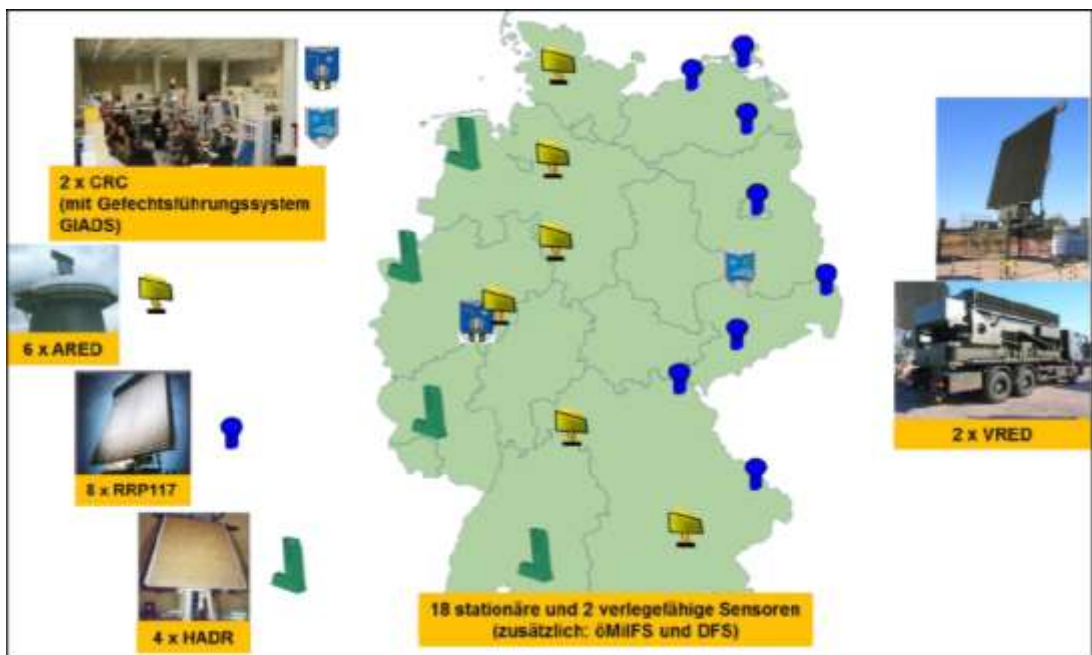 2 x CRC
(mit Gefechtsführungssystem
GIADS)
6 x ARED
8 x RRP117
4 x HADR
2 x VRED
18 stationäre und 2 verlegefähige Sensoren
(zusätzlich: öMilFS und DFS)